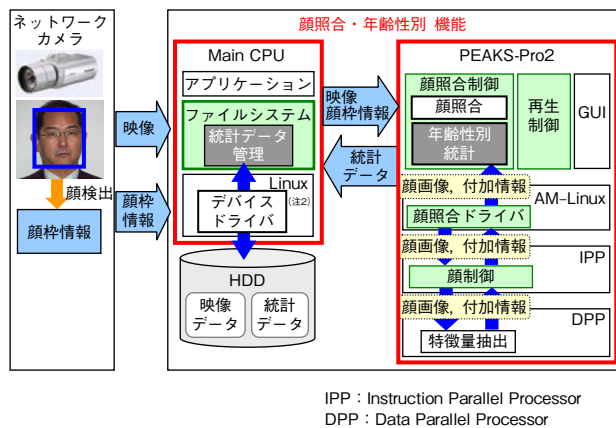 ネットワーク
カメラ
顔検出
顔枠情報
映像
顔枠
情報
顔照合・年齢性別 機能
Main CPU
アプリケーション
ファイルシステム
統計データ
管理
Linux
(注2)
デバイス
ドライバ
HDD
映像
データ
統計
データ
映像
顔枠情報
統計
データ
PEAKS-Pro2
顔照合制御
顔照合
年齢性別
統計
再生
制御
GUI
顔画像,付加情報
AM-Linux
顔照合ドライバ
顔画像,付加情報
IPP
顔制御
顔画像,付加情報
DPP
特徴量抽出
IPP：Instruction Parallel Processor
DPP：Data Parallel Processor